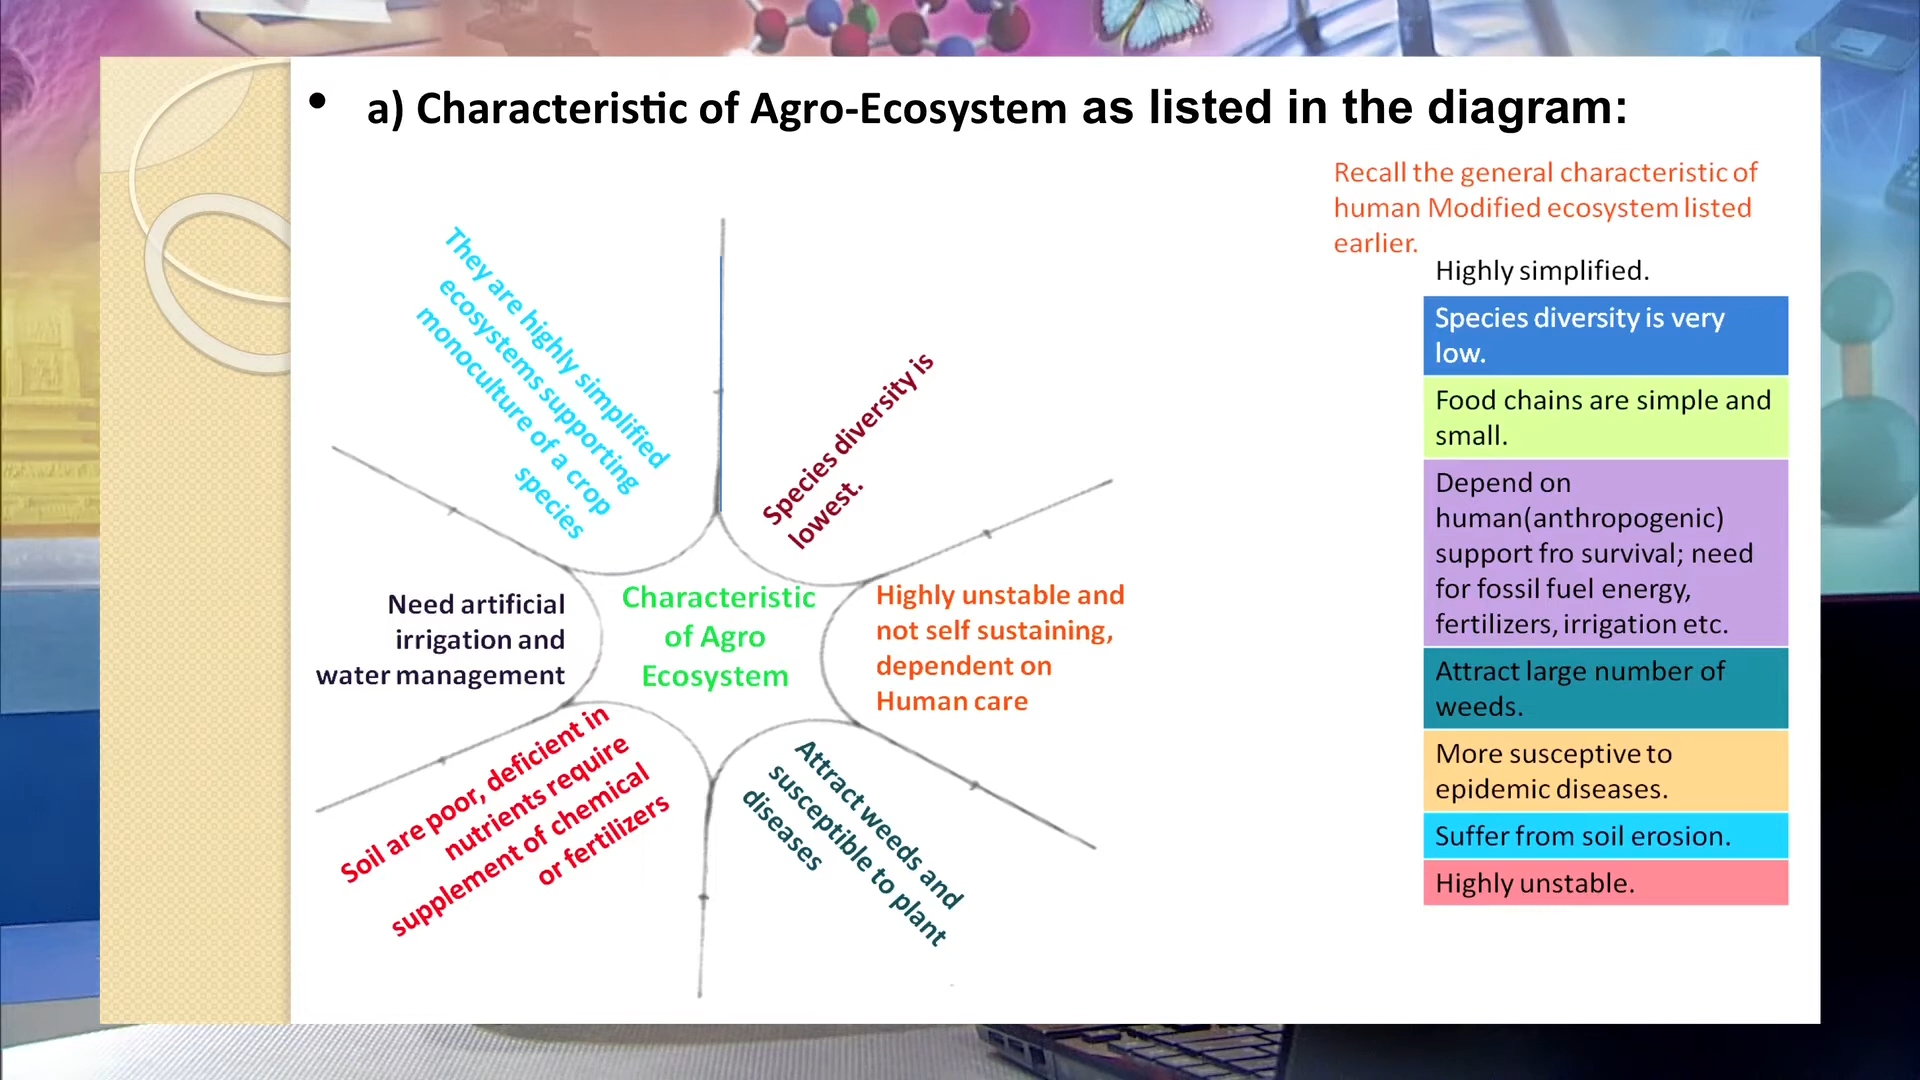 • a) Characteristic of Agro-Ecosystem as listed in the diagram:
They are highly simplified
ecosystems supporting
monoculture of a crop
species
Species diversity is
lowest.
Need artificial
irrigation and
water management
Characteristic
of Agro
Ecosystem
Highly unstable and
not self sustaining,
dependent on
Human care
Soil are poor, deficient in
nutrients require
supplement of chemical
or fertilizers
Attract weeds and
susceptible to plant
diseases
Recall the general characteristic of
human Modified ecosystem listed
earlier.
Highly simplified.
Species diversity is very
low.
Food chains are simple and
small.
Depend on
human(anthropogenic)
support fro survival; need
for fossil fuel energy,
fertilizers, irrigation etc.
Attract large number of
weeds.
More susceptive to
epidemic diseases.
Suffer from soil erosion.
Highly unstable.